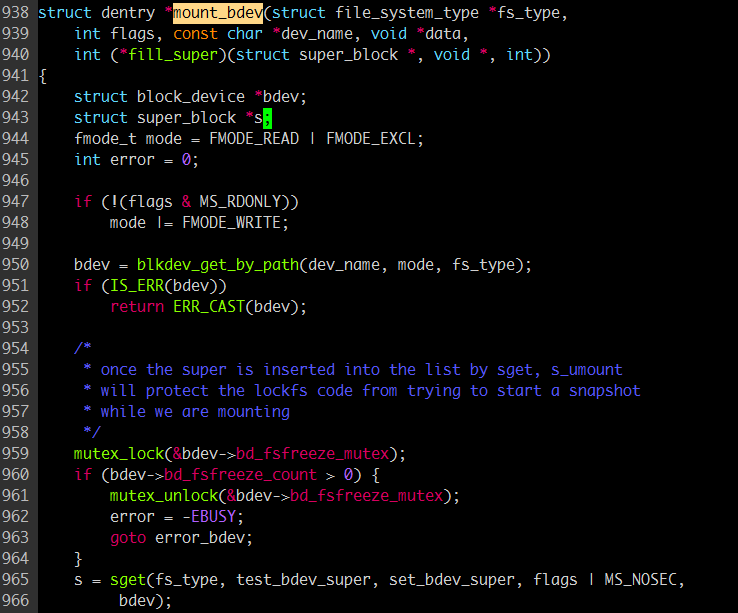 938 struct dentry *mount_bdev(struct file_system_type *fs_type,
939     int flags, const char *dev_name, void *data,
940     int (*fill_super)(struct super_block *, void *, int))
941 {
942     struct block_device *bdev;
943     struct super_block *s;
944     fmode_t mode = FMODE_READ | FMODE_EXCL;
945     int error = 0;
946
947     if (!(flags & MS_RDONLY))
948         mode |= FMODE_WRITE;
949
950     bdev = blkdev_get_by_path(dev_name, mode, fs_type);
951     if (IS_ERR(bdev))
952         return ERR_CAST(bdev);
953
954     /*
955      * once the super is inserted into the list by sget, s_umount
956      * will protect the lockfs code from trying to start a snapshot
957      * while we are mounting
958      */
959     mutex_lock(&bdev->bd_fsfreeze_mutex);
960     if (bdev->bd_fsfreeze_count > 0) {
961         mutex_unlock(&bdev->bd_fsfreeze_mutex);
962         error = -EBUSY;
963         goto error_bdev;
964     }
965     s = sget(fs_type, test_bdev_super, set_bdev_super, flags | MS_NOSEC,
966          bdev);